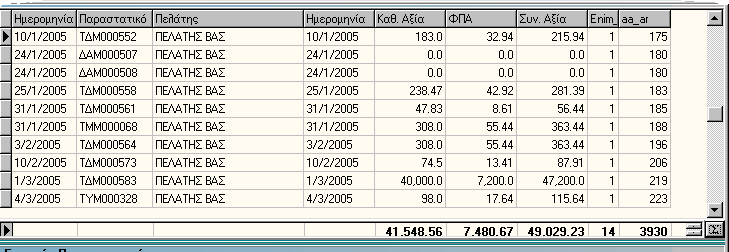 Ημερομηνία Παραστατικό Πελάτης Ημερομηνία Καθ. Αξία ΦΠΑ Συν. Αξία Enim_ aa_ar
10/1/2005 ΤΔΜ000552 ΠΕΛΑΤΗΣ ΒΑΣ 10/1/2005 183.0 32.94 215.94 1 175
24/1/2005 ΔΑΜ000507 ΠΕΛΑΤΗΣ ΒΑΣ 24/1/2005 0.0 0.0 0.0 1 180
24/1/2005 ΔΑΜ000508 ΠΕΛΑΤΗΣ ΒΑΣ 24/1/2005 0.0 0.0 0.0 1 180
25/1/2005 ΤΔΜ000558 ΠΕΛΑΤΗΣ ΒΑΣ 25/1/2005 238.47 42.92 281.39 1 183
31/1/2005 ΤΔΜ000561 ΠΕΛΑΤΗΣ ΒΑΣ 31/1/2005 47.83 8.61 56.44 1 185
31/1/2005 ΤΜΜ000068 ΠΕΛΑΤΗΣ ΒΑΣ 31/1/2005 308.0 55.44 363.44 1 188
3/2/2005 ΤΔΜ000564 ΠΕΛΑΤΗΣ ΒΑΣ 3/2/2005 308.0 55.44 363.44 1 196
10/2/2005 ΤΔΜ000573 ΠΕΛΑΤΗΣ ΒΑΣ 10/2/2005 74.5 13.41 87.91 1 206
1/3/2005 ΤΔΜ000583 ΠΕΛΑΤΗΣ ΒΑΣ 1/3/2005 40,000.0 7,200.0 47,200.0 1 219
4/3/2005 ΤΥΜ000328 ΠΕΛΑΤΗΣ ΒΑΣ 4/3/2005 98.0 17.64 115.64 1 223
41.548.56 7.480.67 49.029.23 14 3930